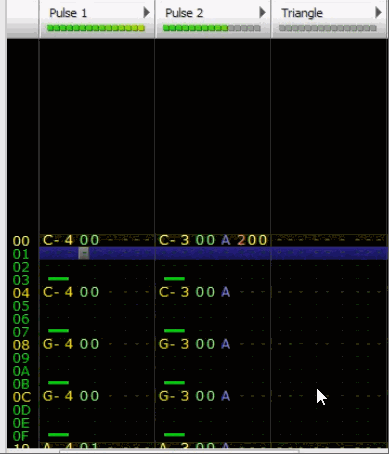 Pulse 1 Pulse 2 Triangle
00 C-4 00 C-3 00 A 200
01
02
03
04 C-4 00 C-3 00 A
05
06
07
08 G-4 00 G-3 00 A
09
0A
0B
0C G-4 00 G-3 00 A
0D
0E
0F
10 A-4 01 A-3 00 A